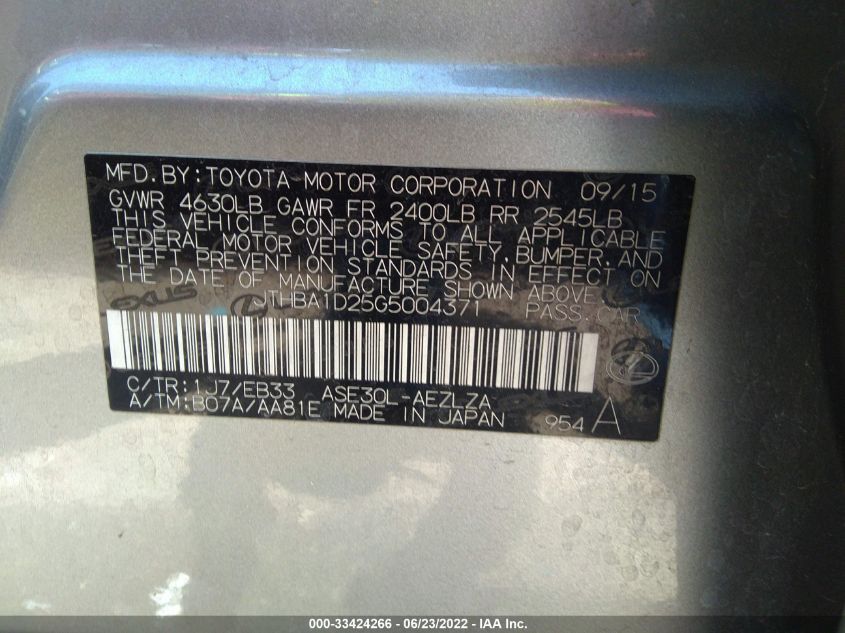 MFD.BY:TOYOTA MOTOR CORPORATION 09/15
GVWR 4630LB GAWR FR 2400LB RR 2545LB
THIS VEHICLE CONFORMS TO ALL APPLICABLE
FEDERAL MOTOR VEHICLE SAFETY,BUMPER,AND
THEFT PREVENTION STANDARDS IN EFFECT ON
THE DATE OF MANUFACTURE SHOWN ABOVE.
JTHBA1D25G5004371 PASS.CAR
C/TR:1J7/EB33 ASE30L-AEZLZA
A/TM:B07A/AA81E MADE IN JAPAN 954 A
000-33424266 - 06/23/2022 - IAA Inc.